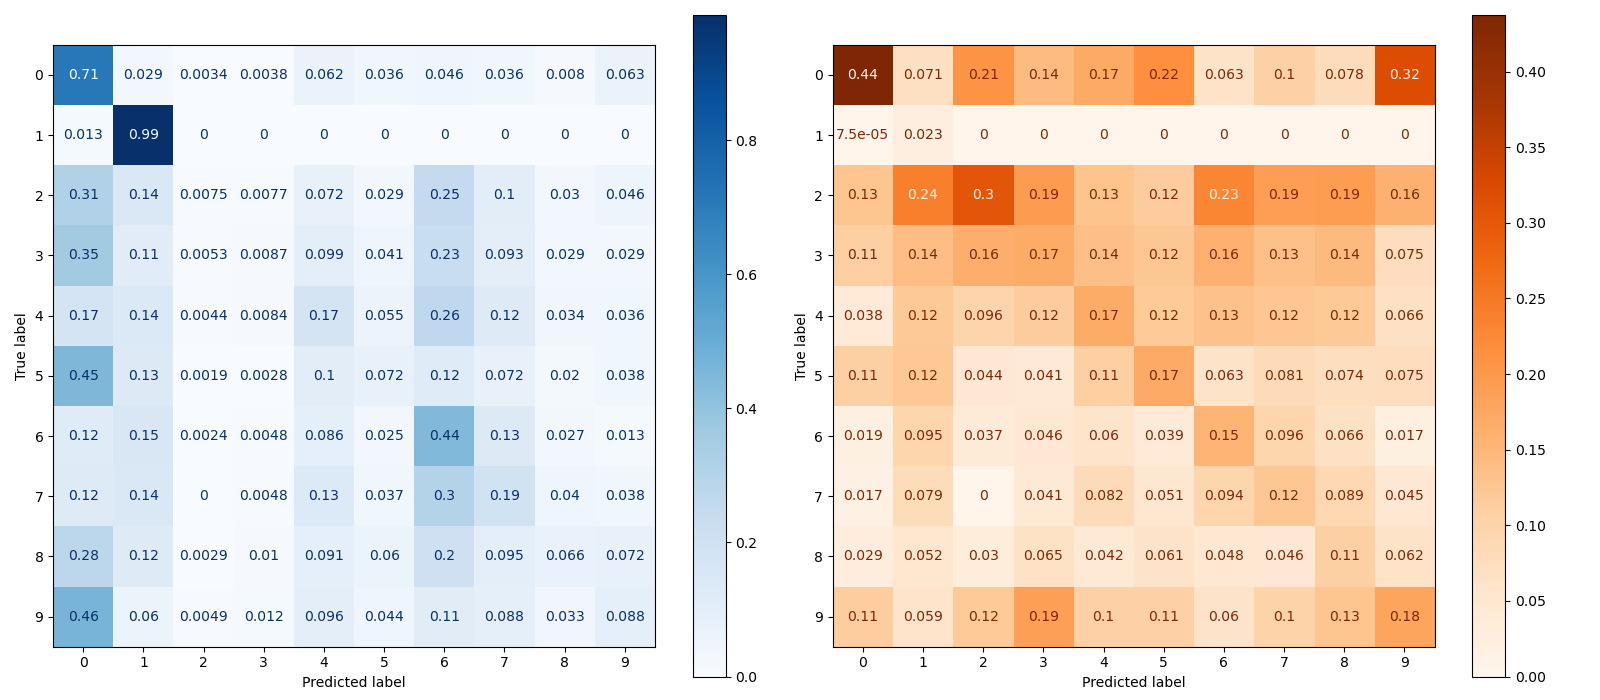 0 0.71 0.029 0.0034 0.0038 0.062 0.036 0.046 0.036 0.008 0.063
1 0.013 0.99 0 0 0 0 0 0 0 0
2 0.31 0.14 0.0075 0.0077 0.072 0.029 0.25 0.1 0.03 0.046
3 0.35 0.11 0.0053 0.0087 0.099 0.041 0.23 0.093 0.029 0.029
4 0.17 0.14 0.0044 0.0084 0.17 0.055 0.26 0.12 0.034 0.036
5 0.45 0.13 0.0019 0.0028 0.1 0.072 0.12 0.072 0.02 0.038
6 0.12 0.15 0.0024 0.0048 0.086 0.025 0.44 0.13 0.027 0.013
7 0.12 0.14 0 0.0048 0.13 0.037 0.3 0.19 0.04 0.038
8 0.28 0.12 0.0029 0.01 0.091 0.06 0.2 0.095 0.066 0.072
9 0.46 0.06 0.0049 0.012 0.096 0.044 0.11 0.088 0.033 0.088
0 1 2 3 4 5 6 7 8 9
Predicted label
True label
0.8
0.6
0.4
0.2
0.0
0 0.44 0.071 0.21 0.14 0.17 0.22 0.063 0.1 0.078 0.32
1 7.5e-05 0.023 0 0 0 0 0 0 0 0
2 0.13 0.24 0.3 0.19 0.13 0.12 0.23 0.19 0.19 0.16
3 0.11 0.14 0.16 0.17 0.14 0.12 0.16 0.13 0.14 0.075
4 0.038 0.12 0.096 0.12 0.17 0.12 0.13 0.12 0.12 0.066
5 0.11 0.12 0.044 0.041 0.11 0.17 0.063 0.081 0.074 0.075
6 0.019 0.095 0.037 0.046 0.06 0.039 0.15 0.096 0.066 0.017
7 0.017 0.079 0 0.041 0.082 0.051 0.094 0.12 0.089 0.045
8 0.029 0.052 0.03 0.065 0.042 0.061 0.048 0.046 0.11 0.062
9 0.11 0.059 0.12 0.19 0.1 0.11 0.06 0.1 0.13 0.18
0 1 2 3 4 5 6 7 8 9
Predicted label
True label
0.40
0.35
0.30
0.25
0.20
0.15
0.10
0.05
0.00